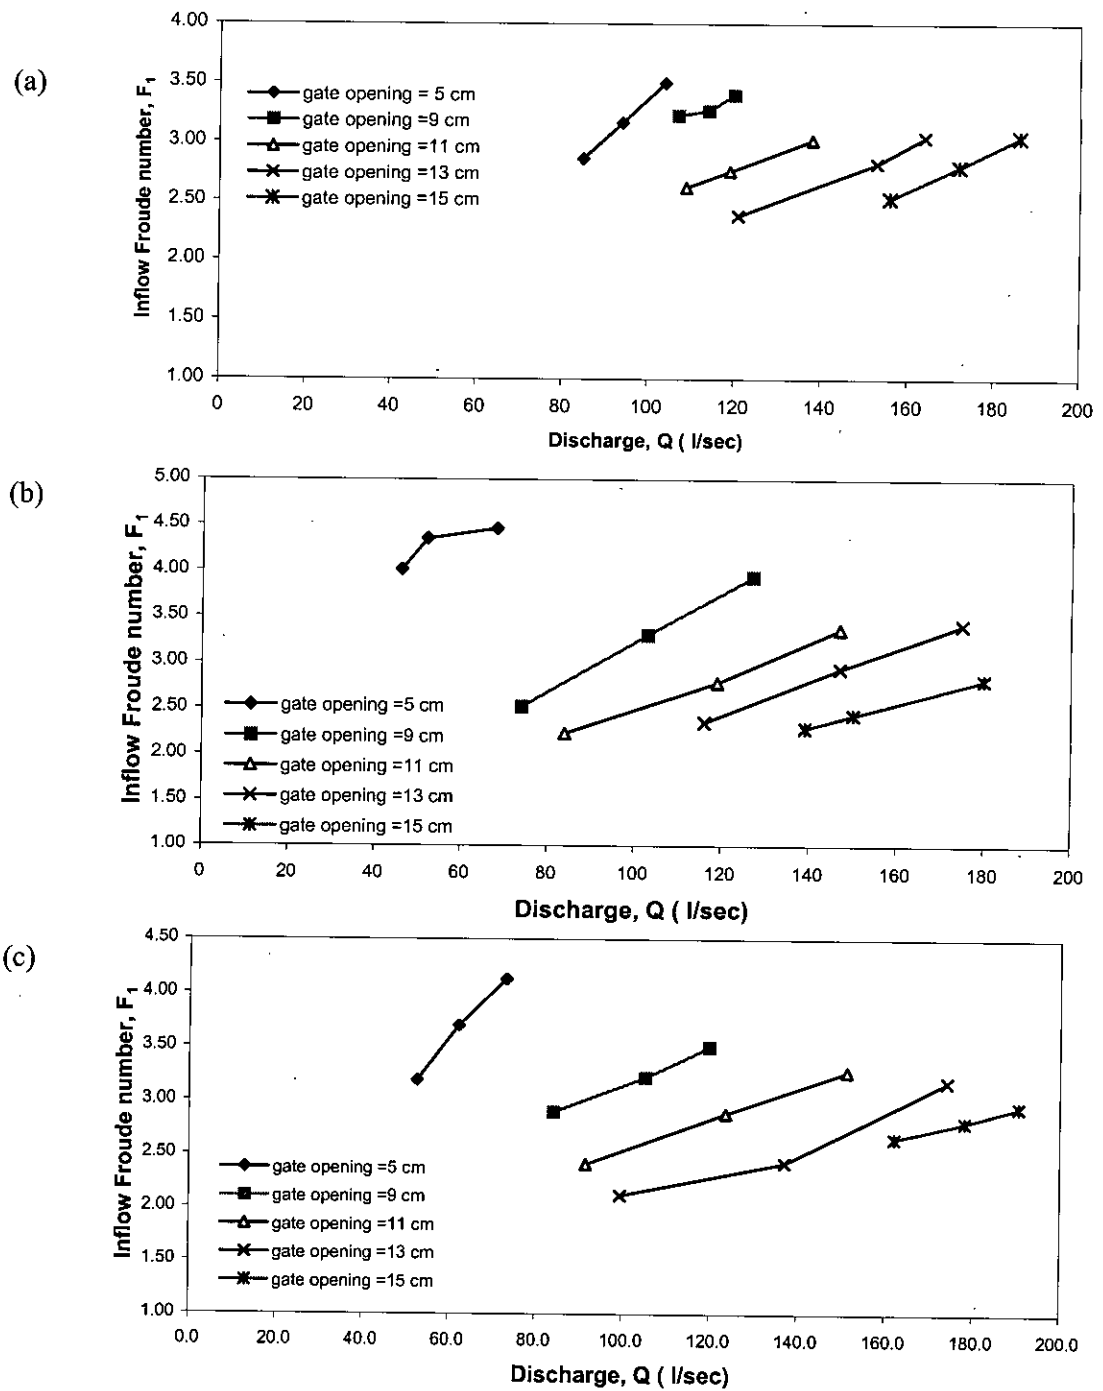 (a)
Inflow Froude number, F1
4.00
3.50
3.00
2.50
2.00
1.50
1.00
gate opening = 5 cm
gate opening =9 cm
gate opening =11 cm
gate opening =13 cm
gate opening =15 cm
0 20 40 60 80 100 120 140 160 180 200
Discharge, Q ( l/sec)
(b)
Inflow Froude number, F1
5.00
4.50
4.00
3.50
3.00
2.50
2.00
1.50
1.00
gate opening =5 cm
gate opening =9 cm
gate opening =11 cm
gate opening =13 cm
gate opening =15 cm
0 20 40 60 80 100 120 140 160 180 200
Discharge, Q ( l/sec)
(c)
Inflow Froude number, F1
4.50
4.00
3.50
3.00
2.50
2.00
1.50
1.00
gate opening =5 cm
gate opening =9 cm
gate opening =11 cm
gate opening =13 cm
gate opening =15 cm
0.0 20.0 40.0 60.0 80.0 100.0 120.0 140.0 160.0 180.0 200.0
Discharge, Q ( l/sec)